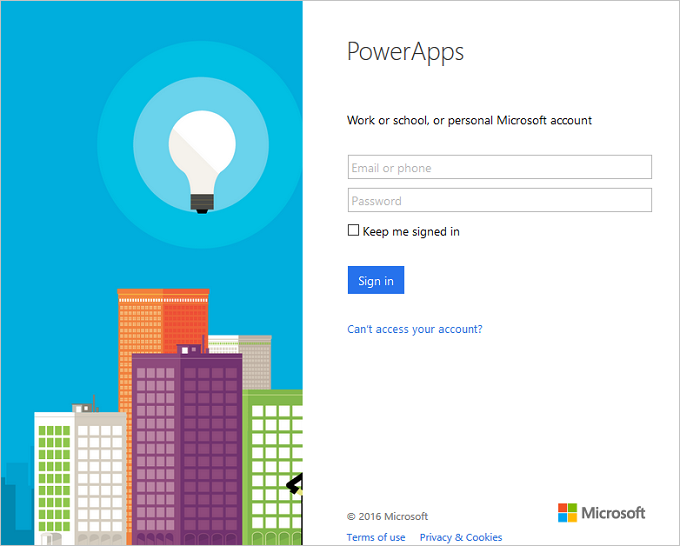 PowerApps
Work or school, or personal Microsoft account
Email or phone
Password
Keep me signed in
Sign in
Can't access your account?
© 2016 Microsoft
Microsoft
Terms of use Privacy & Cookies